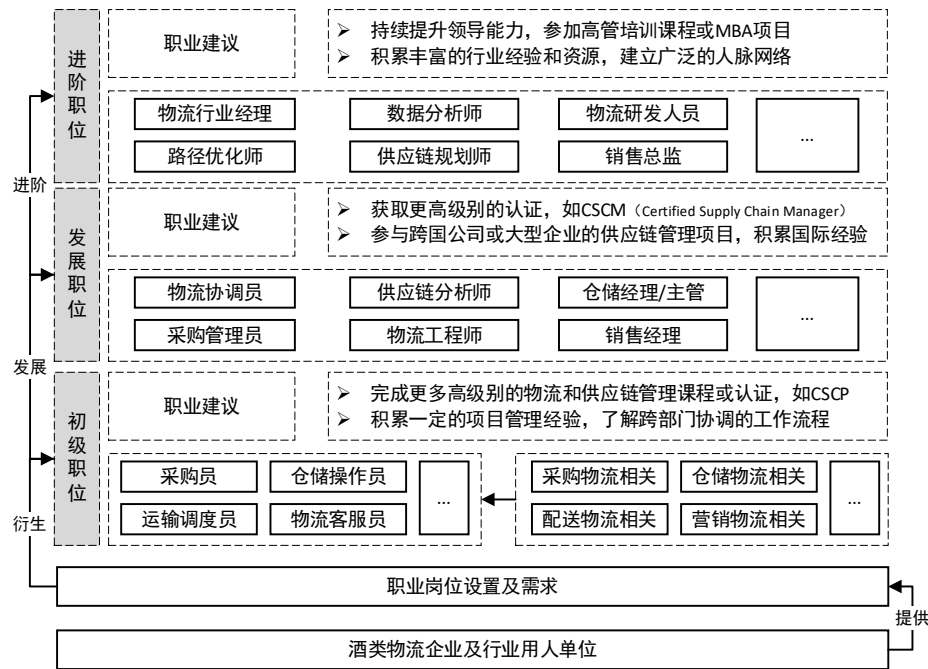 进阶职位
职业建议
➢ 持续提升领导能力，参加高管培训课程或MBA项目
➢ 积累丰富的行业经验和资源，建立广泛的人脉网络
物流行业经理
数据分析师
物流研发人员
...
路径优化师
供应链规划师
销售总监
进阶
发展职位
职业建议
➢ 获取更高级别的认证，如CSCM（Certified Supply Chain Manager）
➢ 参与跨国公司或大型企业的供应链管理项目，积累国际经验
物流协调员
供应链分析师
仓储经理/主管
...
采购管理员
物流工程师
销售经理
发展
初级职位
职业建议
➢ 完成更多高级别的物流和供应链管理课程或认证，如CSCP
➢ 积累一定的项目管理经验，了解跨部门协调的工作流程
采购员
仓储操作员
...
运输调度员
物流客服员
采购物流相关
仓储物流相关
...
配送物流相关
营销物流相关
衍生
职业岗位设置及需求
提供
酒类物流企业及行业用人单位